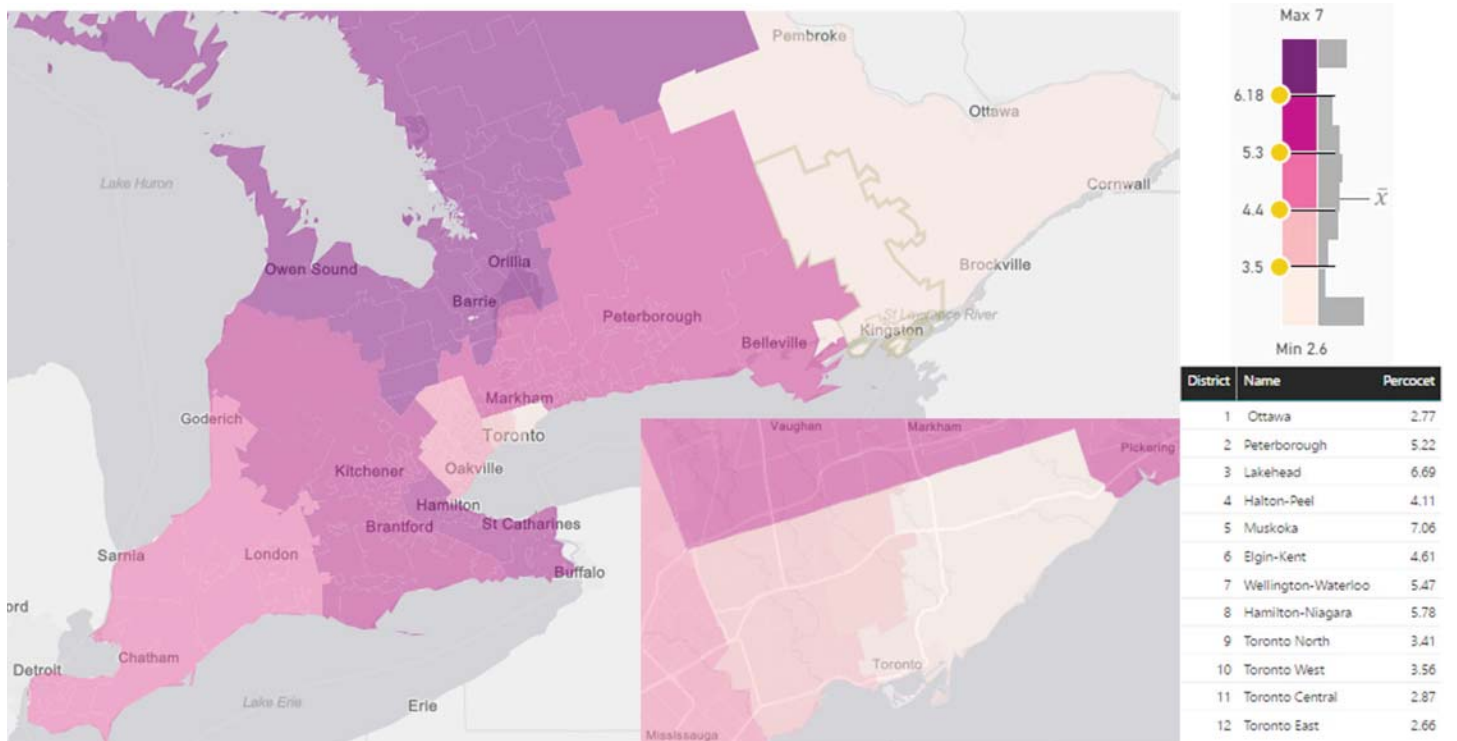 Pembroke
Ottawa
Lake Huron
Cornwall
Owen Sound
Orillia
Brockville
Barrie
St Lawrence River
Peterborough
Kingston
Belleville
Markham
Goderich
Toronto
Kitchener
Oakville
Hamilton
Brantford
St Catharines
Sarnia
London
Buffalo
ord
Chatham
Detroit
Lake Erie
Erie
Vaughan
Markham
Pickering
Toronto
Mississauga
Max 7
6.18
5.3
x̄
4.4
3.5
Min 2.6
District Name Percocet
1 Ottawa 2.77
2 Peterborough 5.22
3 Lakehead 6.69
4 Halton-Peel 4.11
5 Muskoka 7.06
6 Elgin-Kent 4.61
7 Wellington-Waterloo 5.47
8 Hamilton-Niagara 5.78
9 Toronto North 3.41
10 Toronto West 3.56
11 Toronto Central 2.87
12 Toronto East 2.66